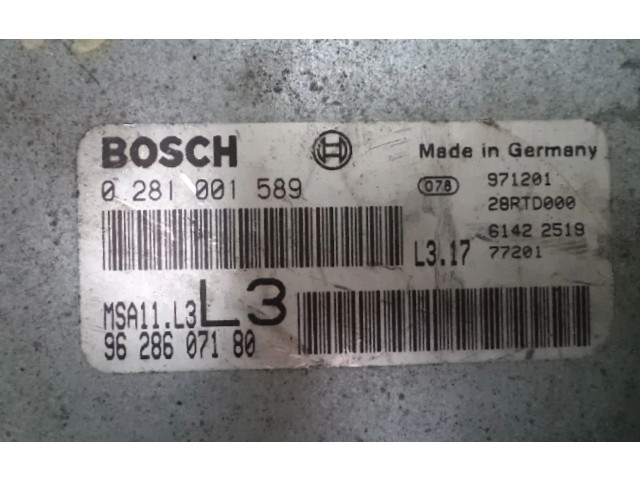 BOSCH
Made in Germany
0 281 001 589
078
971201
28RTD000
6142 2519
L3.17
77201
MSA11.L3
L3
96 286 071 80